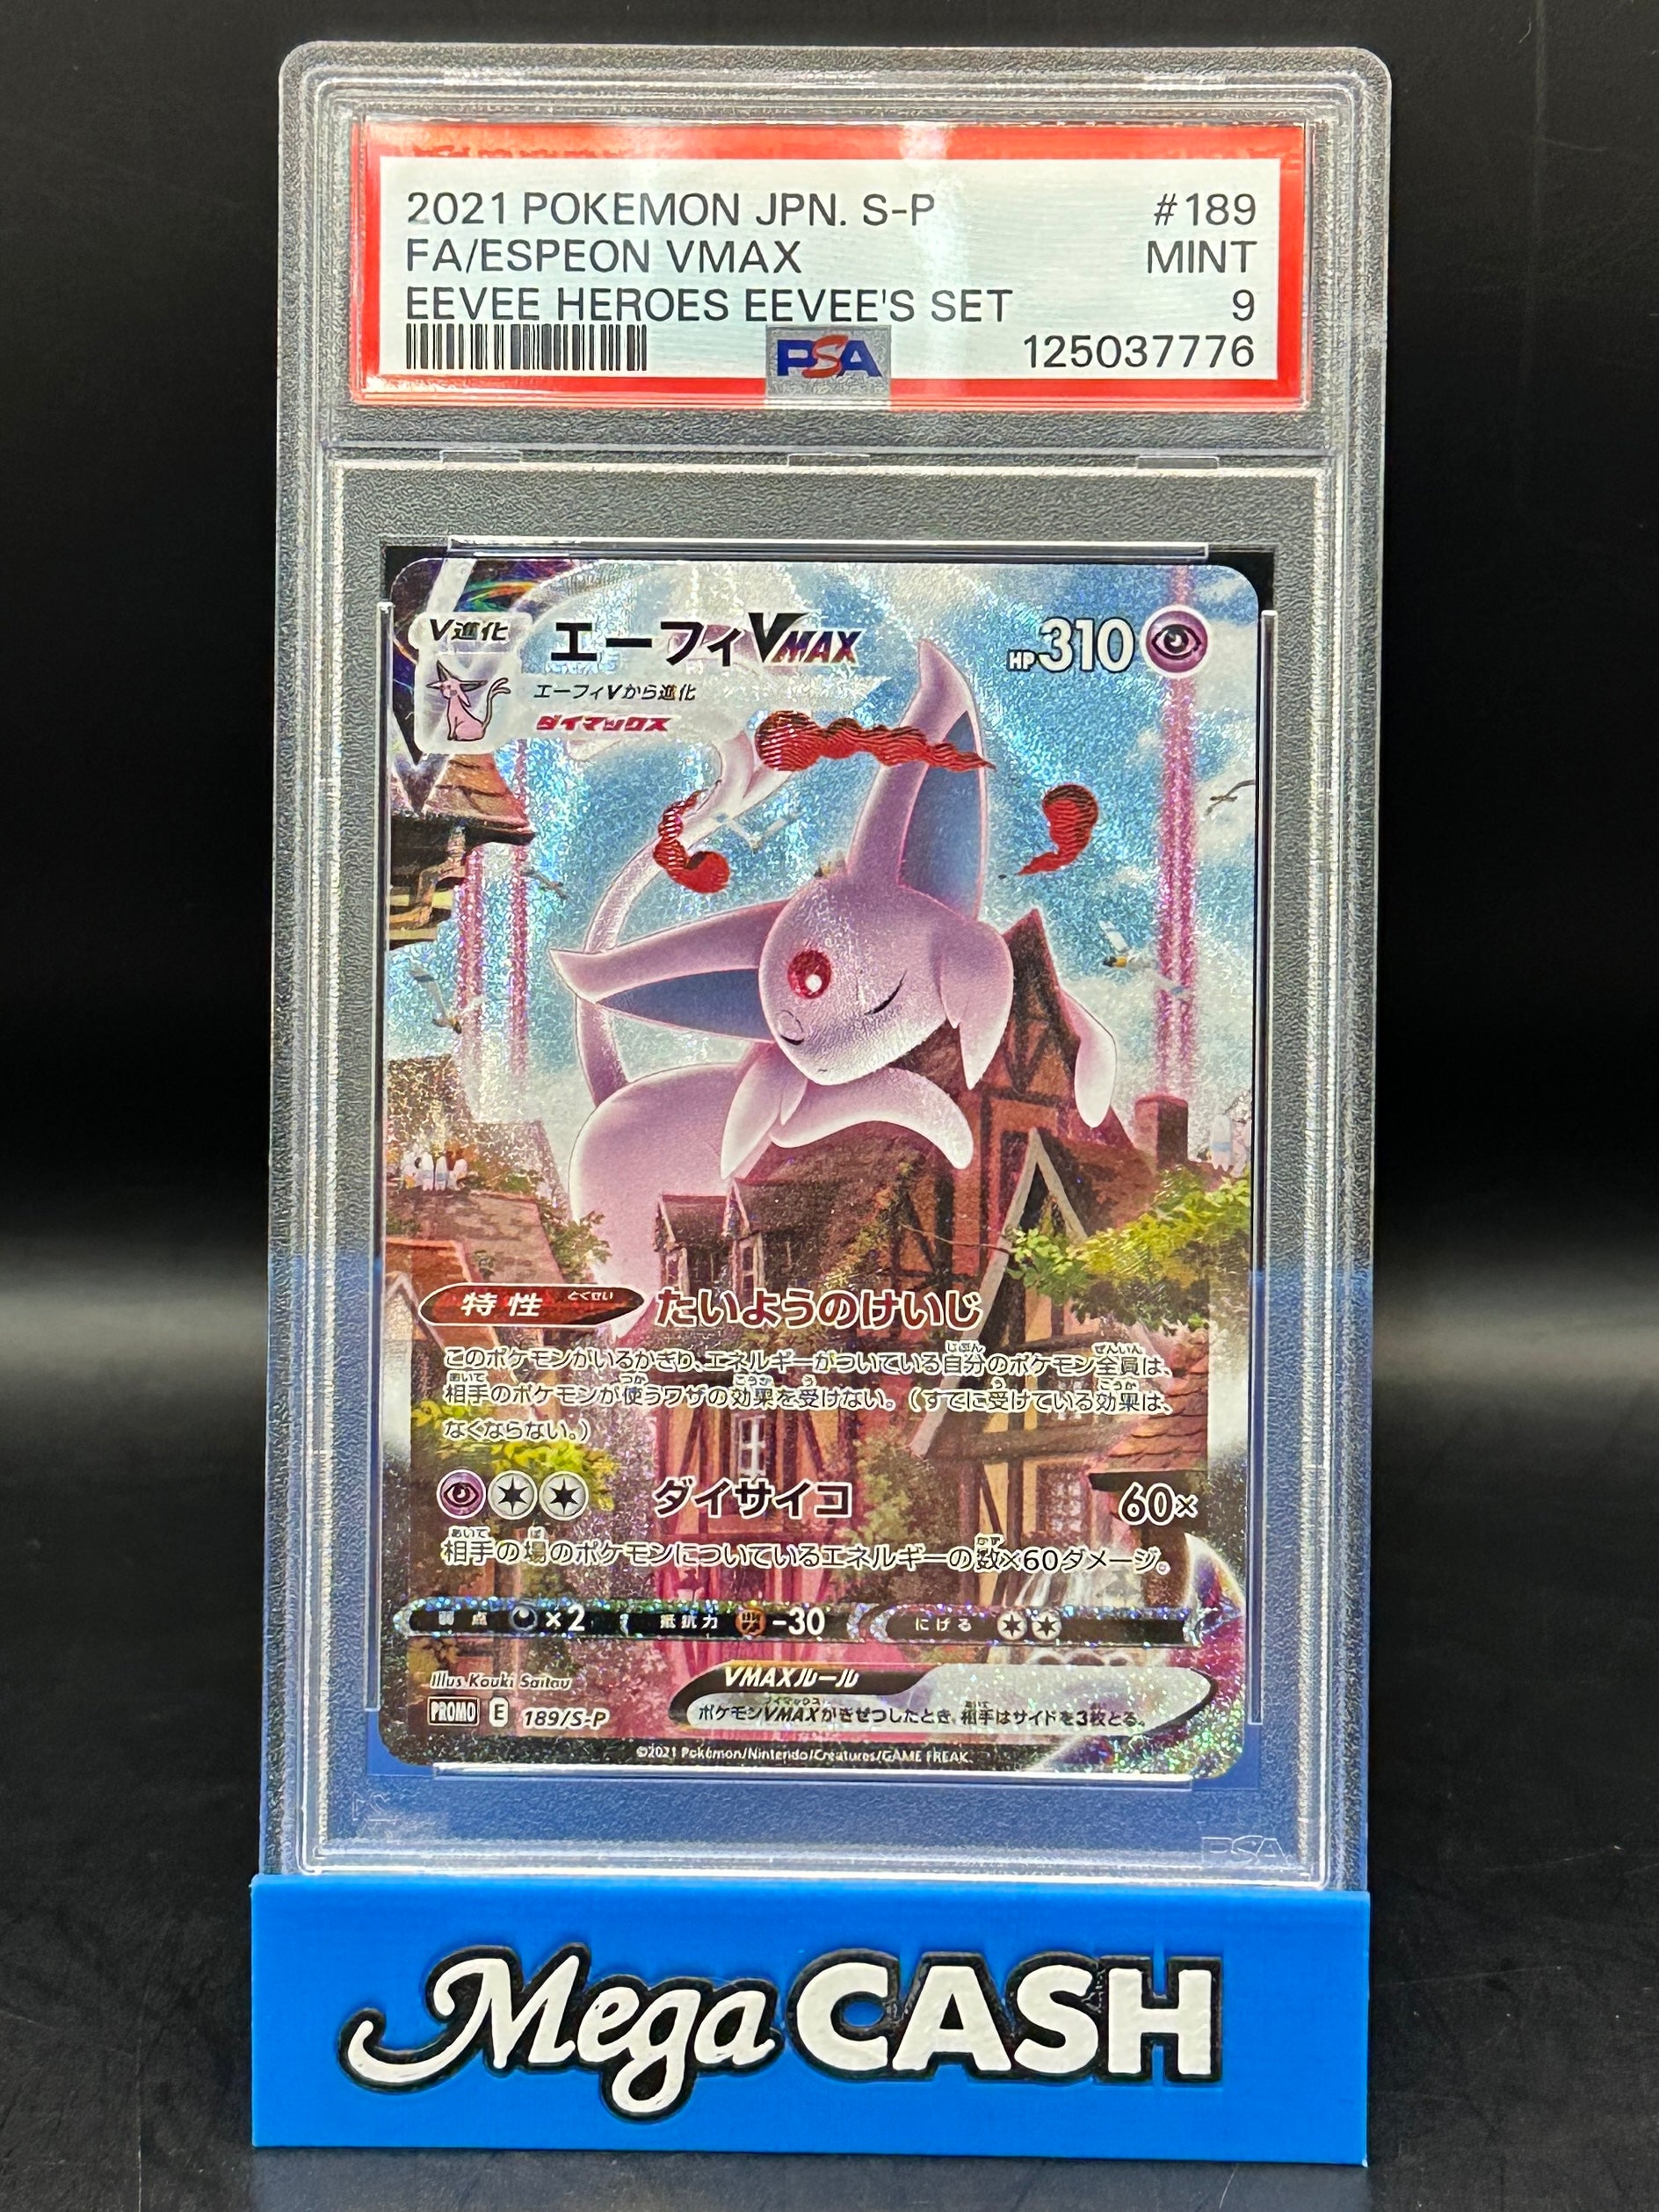 2021 POKEMON JPN. S-P #189
FA/ESPEON VMAX MINT
EEVEE HEROES EEVEE'S SET 9
PSA 125037776
V進化
エーフィVMAX
HP310
エーフィVから進化
ダイマックス
特性 とくせい たいようのけいじ
このポケモンがいるかぎり、エネルギーがついている自分のポケモン全員は、
相手のポケモンが使うワザの効果を受けない。(すでに受けている効果は、
なくならない。)
ダイサイコ 60×
相手の場のポケモンについているエネルギーの数×60ダメージ。
弱点 ×2 抵抗力 -30 にげる
Illus. Kouki Saitou
VMAXルール
PROMO E 189/S-P
ポケモンVMAXがきぜつしたとき、相手はサイドを3枚とる。
©2021 Pokémon/Nintendo/Creatures/GAME FREAK.
PSA
Mega CASH